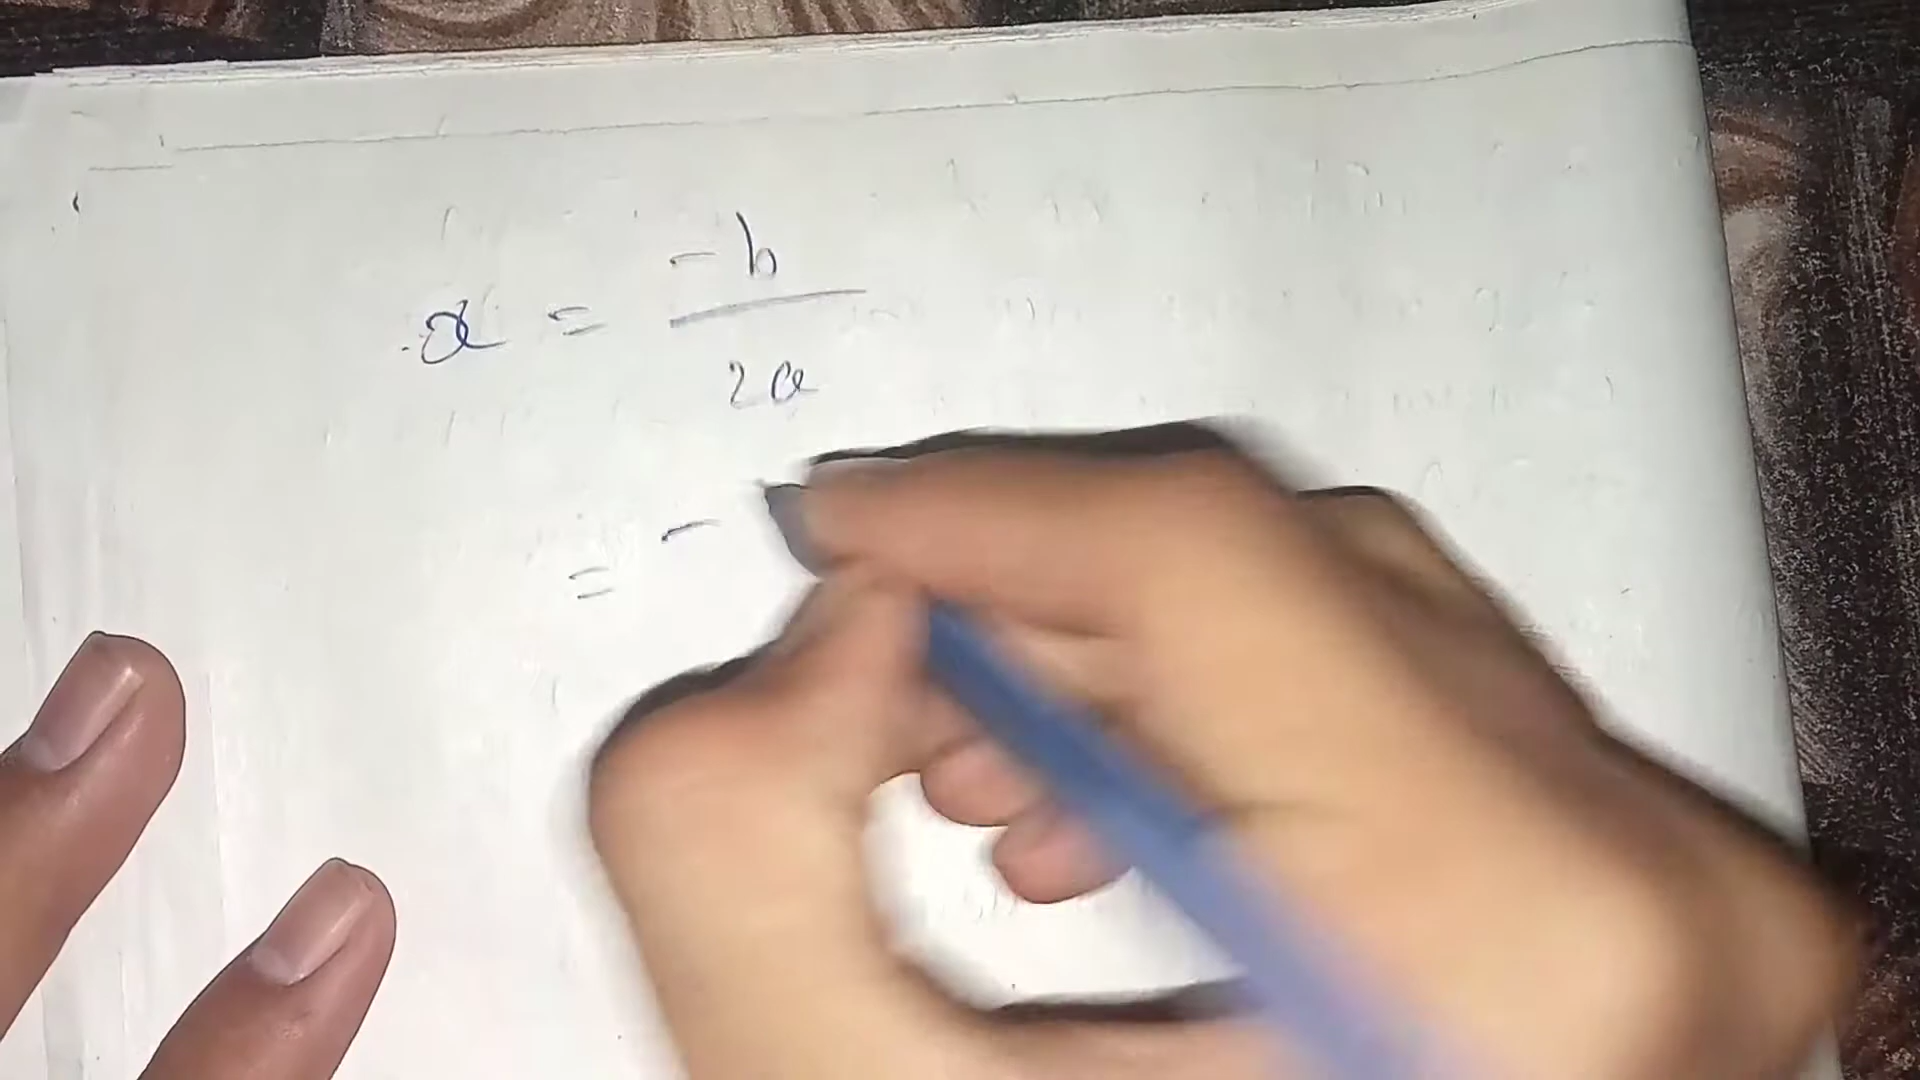 x = -b / 2a
= -